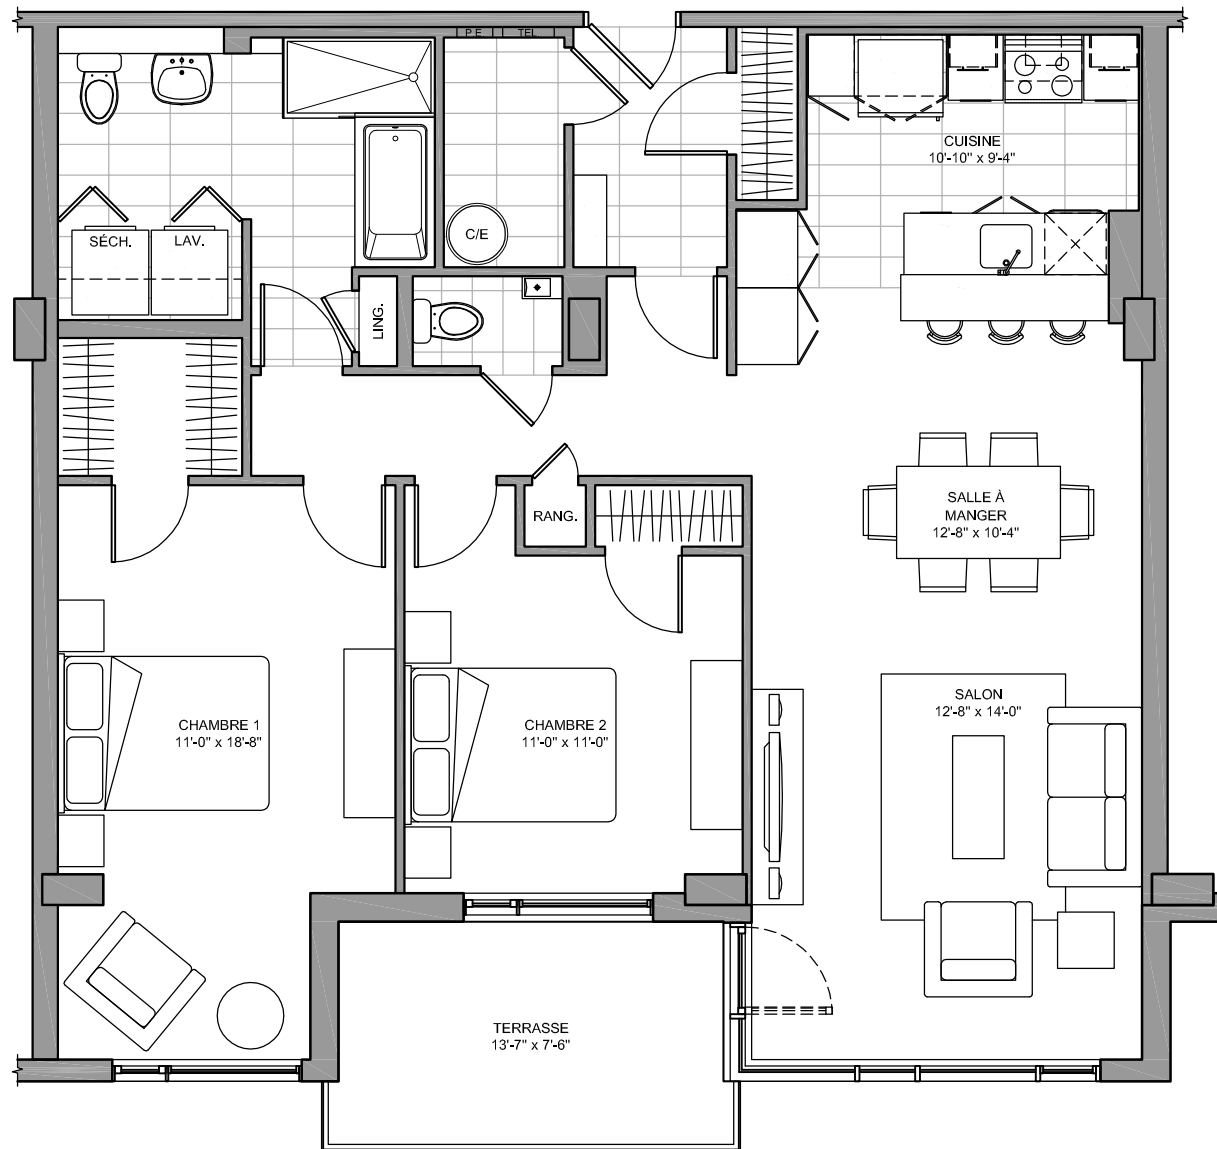 P E
TEL
CUISINE
10'-10" x 9'-4"
SÉCH.
LAV.
C/E
LING.
SALLE À
MANGER
12'-8" x 10'-4"
RANG.
CHAMBRE 1
11'-0" x 18'-8"
CHAMBRE 2
11'-0" x 11'-0"
SALON
12'-8" x 14'-0"
TERRASSE
13'-7" x 7'-6"